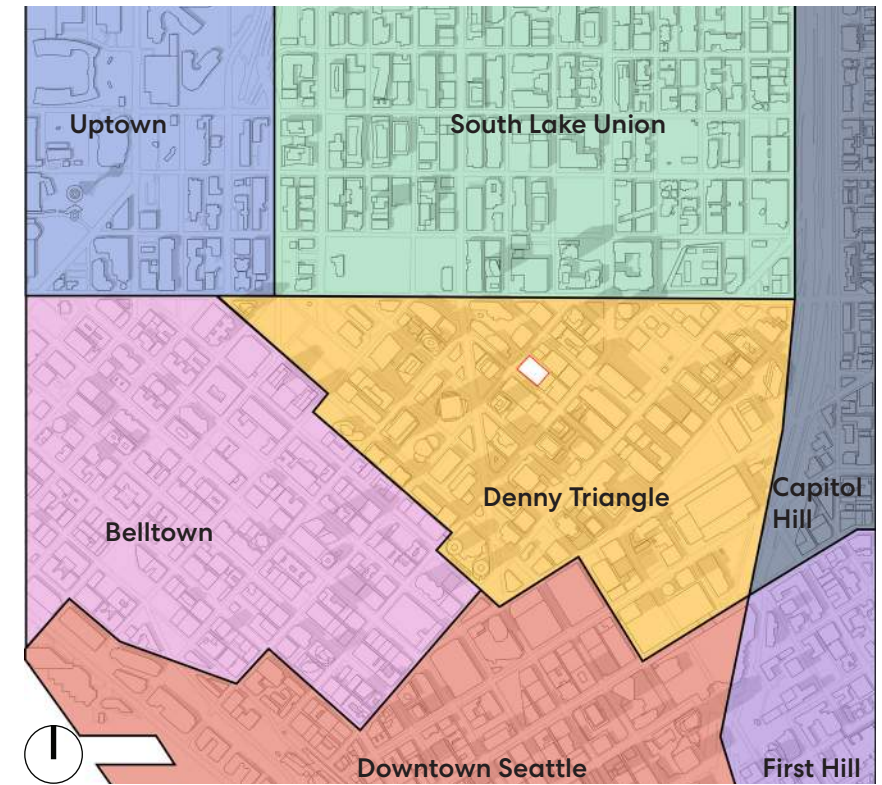 Uptown
South Lake Union
Denny Triangle
Capitol
Hill
Belltown
Downtown Seattle
First Hill